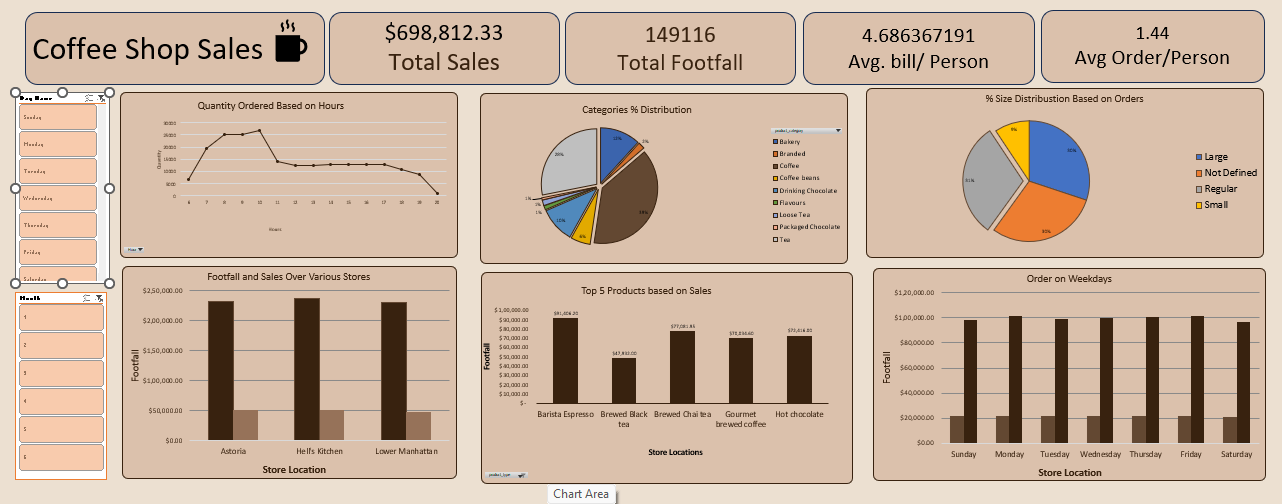 Coffee Shop Sales
$698,812.33
Total Sales
149116
Total Footfall
4.686367191
Avg. bill/ Person
1.44
Avg Order/Person
Day Name
Sunday
Monday
Tuesday
Wednesday
Thursday
Friday
Saturday
Month
1
2
3
4
5
6
Quantity Ordered Based on Hours
Quantity
30000
25000
20000
15000
10000
5000
0
6 7 8 9 10 11 12 13 14 15 16 17 18 19 20
Hours
Categories % Distribution
product_category
Bakery
Branded
Coffee
Coffee beans
Drinking Chocolate
Flavours
Loose Tea
Packaged Chocolate
Tea
28%
39%
10%
% Size Distribustion Based on Orders
Large
Not Defined
Regular
Small
9%
30%
31%
30%
Footfall and Sales Over Various Stores
Footfall
$2,50,000.00
$2,00,000.00
$1,50,000.00
$1,00,000.00
$50,000.00
$0.00
Astoria Hell's Kitchen Lower Manhattan
Store Location
Top 5 Products based on Sales
Footfall
$1,00,000.00
$90,000.00
$80,000.00
$70,000.00
$60,000.00
$50,000.00
$40,000.00
$30,000.00
$20,000.00
$10,000.00
$-
$91,406.20
$77,081.95
$70,034.60
$72,416.00
Barista Espresso Brewed Black tea Brewed Chai tea Gourmet brewed coffee Hot chocolate
Store Locations
product_type
Order on Weekdays
Footfall
$1,20,000.00
$1,00,000.00
$80,000.00
$60,000.00
$40,000.00
$20,000.00
$0.00
Sunday Monday Tuesday Wednesday Thursday Friday Saturday
Store Location
Chart Area